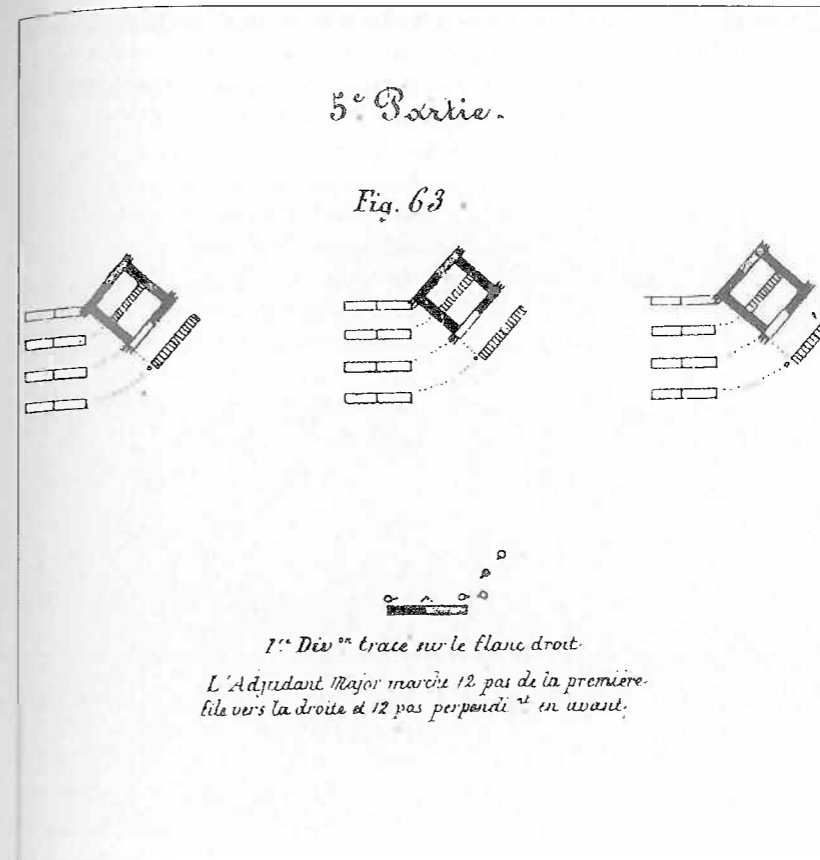 5e Partie.
Fig. 63
1re Divon trace sur le flanc droit.
L'Adjudant Major marche 12 pas de la première
file vers la droite et 12 pas perpendit en avant.